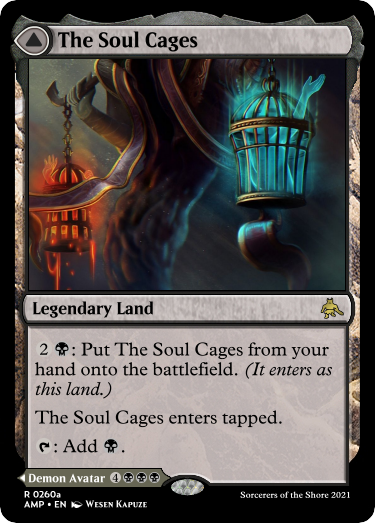 The Soul Cages
Legendary Land
2 : Put The Soul Cages from your
hand onto the battlefield. (It enters as
this land.)
The Soul Cages enters tapped.
: Add .
Demon Avatar 4
R 0260a
AMP • EN Wesen Kapuze
Sorcerers of the Shore 2021